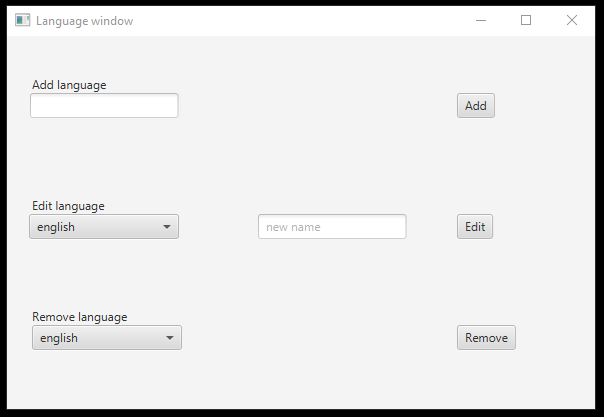 Language window
Add language
Add
Edit language
english
new name
Edit
Remove language
english
Remove